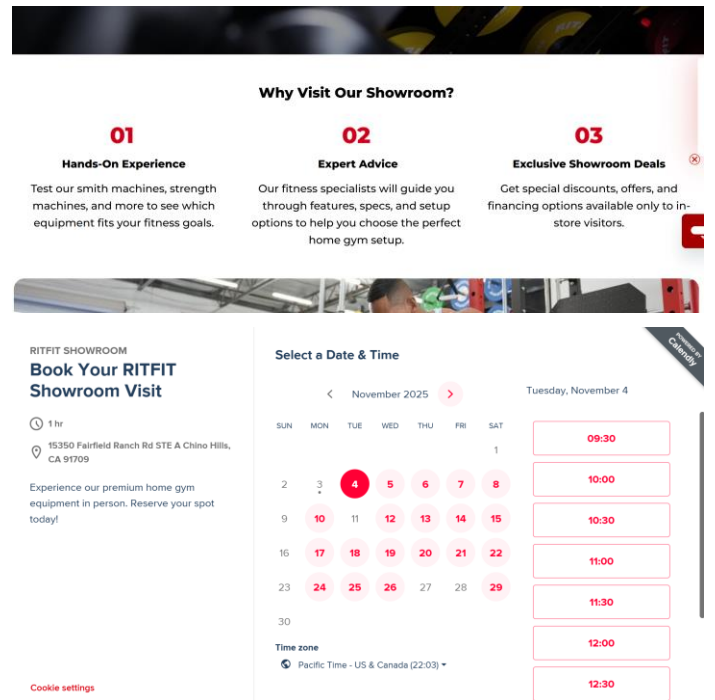 RITFIT
Why Visit Our Showroom?
01
Hands-On Experience
Test our smith machines, strength
machines, and more to see which
equipment fits your fitness goals.
02
Expert Advice
Our fitness specialists will guide you
through features, specs, and setup
options to help you choose the perfect
home gym setup.
03
Exclusive Showroom Deals
Get special discounts, offers, and
financing options available only to in-
store visitors.
RITFIT SHOWROOM
Book Your RITFIT
Showroom Visit
1 hr
15350 Fairfield Ranch Rd STE A Chino Hills,
CA 91709
Experience our premium home gym
equipment in person. Reserve your spot
today!
Cookie settings
Select a Date & Time
November 2025
SUN MON TUE WED THU FRI SAT
1
2 3 4 5 6 7 8
9 10 11 12 13 14 15
16 17 18 19 20 21 22
23 24 25 26 27 28 29
30
Time zone
Pacific Time - US & Canada (22:03)
Tuesday, November 4
09:30
10:00
10:30
11:00
11:30
12:00
12:30
POWERED BY
Calendly